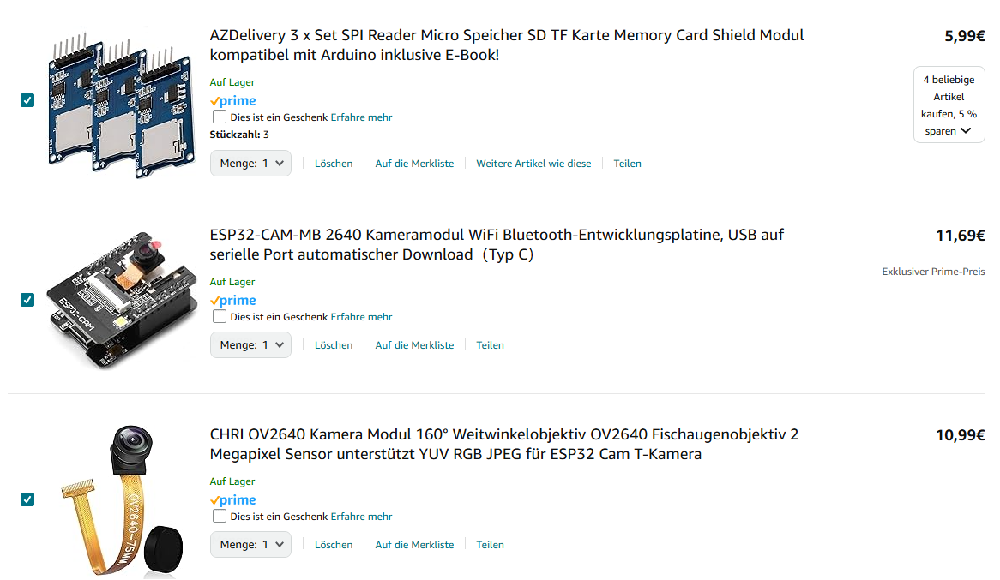 AZDelivery 3 x Set SPI Reader Micro Speicher SD TF Karte Memory Card Shield Modul
kompatibel mit Arduino inklusive E-Book!
5,99€
Auf Lager
prime
Dies ist ein Geschenk Erfahre mehr
Stückzahl: 3
Menge: 1
Löschen
Auf die Merkliste
Weitere Artikel wie diese
Teilen
4 beliebige
Artikel
kaufen, 5 %
sparen
ESP32-CAM
ESP32-CAM-MB 2640 Kameramodul WiFi Bluetooth-Entwicklungsplatine, USB auf
serielle Port automatischer Download（Typ C）
11,69€
Exklusiver Prime-Preis
Auf Lager
prime
Dies ist ein Geschenk Erfahre mehr
Menge: 1
Löschen
Auf die Merkliste
Teilen
OV2640-75MM.
CHRI OV2640 Kamera Modul 160° Weitwinkelobjektiv OV2640 Fischaugenobjektiv 2
Megapixel Sensor unterstützt YUV RGB JPEG für ESP32 Cam T-Kamera
10,99€
Auf Lager
prime
Dies ist ein Geschenk Erfahre mehr
Menge: 1
Löschen
Auf die Merkliste
Teilen